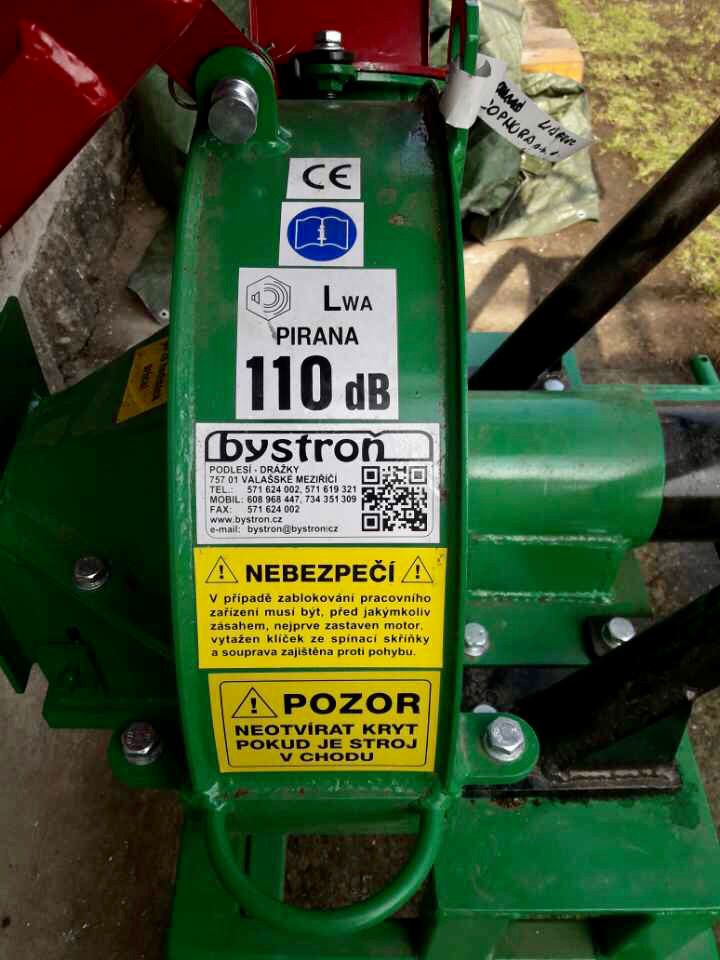 CE
LWA
PIRANA
110 dB
bystroň
PODLESÍ - DRÁŽKY
757 01 VALAŠSKÉ MEZIŘÍČÍ
TEL.: 571 624 002, 571 619 321
MOBIL: 608 968 447, 734 351 309
FAX: 571 624 002
www.bystron.cz
e-mail: bystron@bystron.cz
NEBEZPEČÍ
V případě zablokování pracovního
zařízení musí být, před jakýmkoliv
zásahem, nejprve zastaven motor,
vytažen klíček ze spínací skříňky
a souprava zajištěna proti pohybu.
POZOR
NEOTVÍRAT KRYT
POKUD JE STROJ
V CHODU